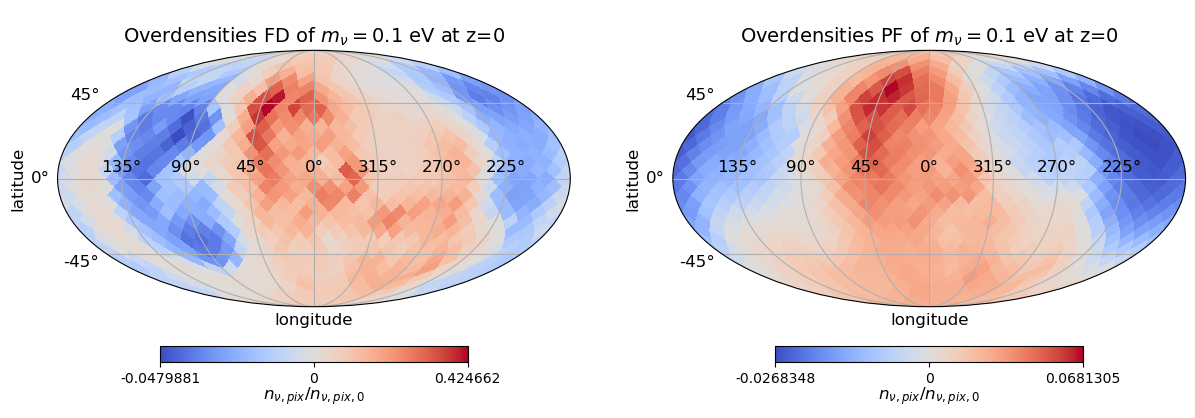 Overdensities FD of $m_\nu = 0.1$ eV at z=0
45°
135° 90° 45° 0° 315° 270° 225°
0°
-45°
latitude
longitude
-0.0479881 0 0.424662
$n_{\nu,pix}/n_{\nu,pix,0}$
Overdensities PF of $m_\nu = 0.1$ eV at z=0
45°
135° 90° 45° 0° 315° 270° 225°
0°
-45°
latitude
longitude
-0.0268348 0 0.0681305
$n_{\nu,pix}/n_{\nu,pix,0}$